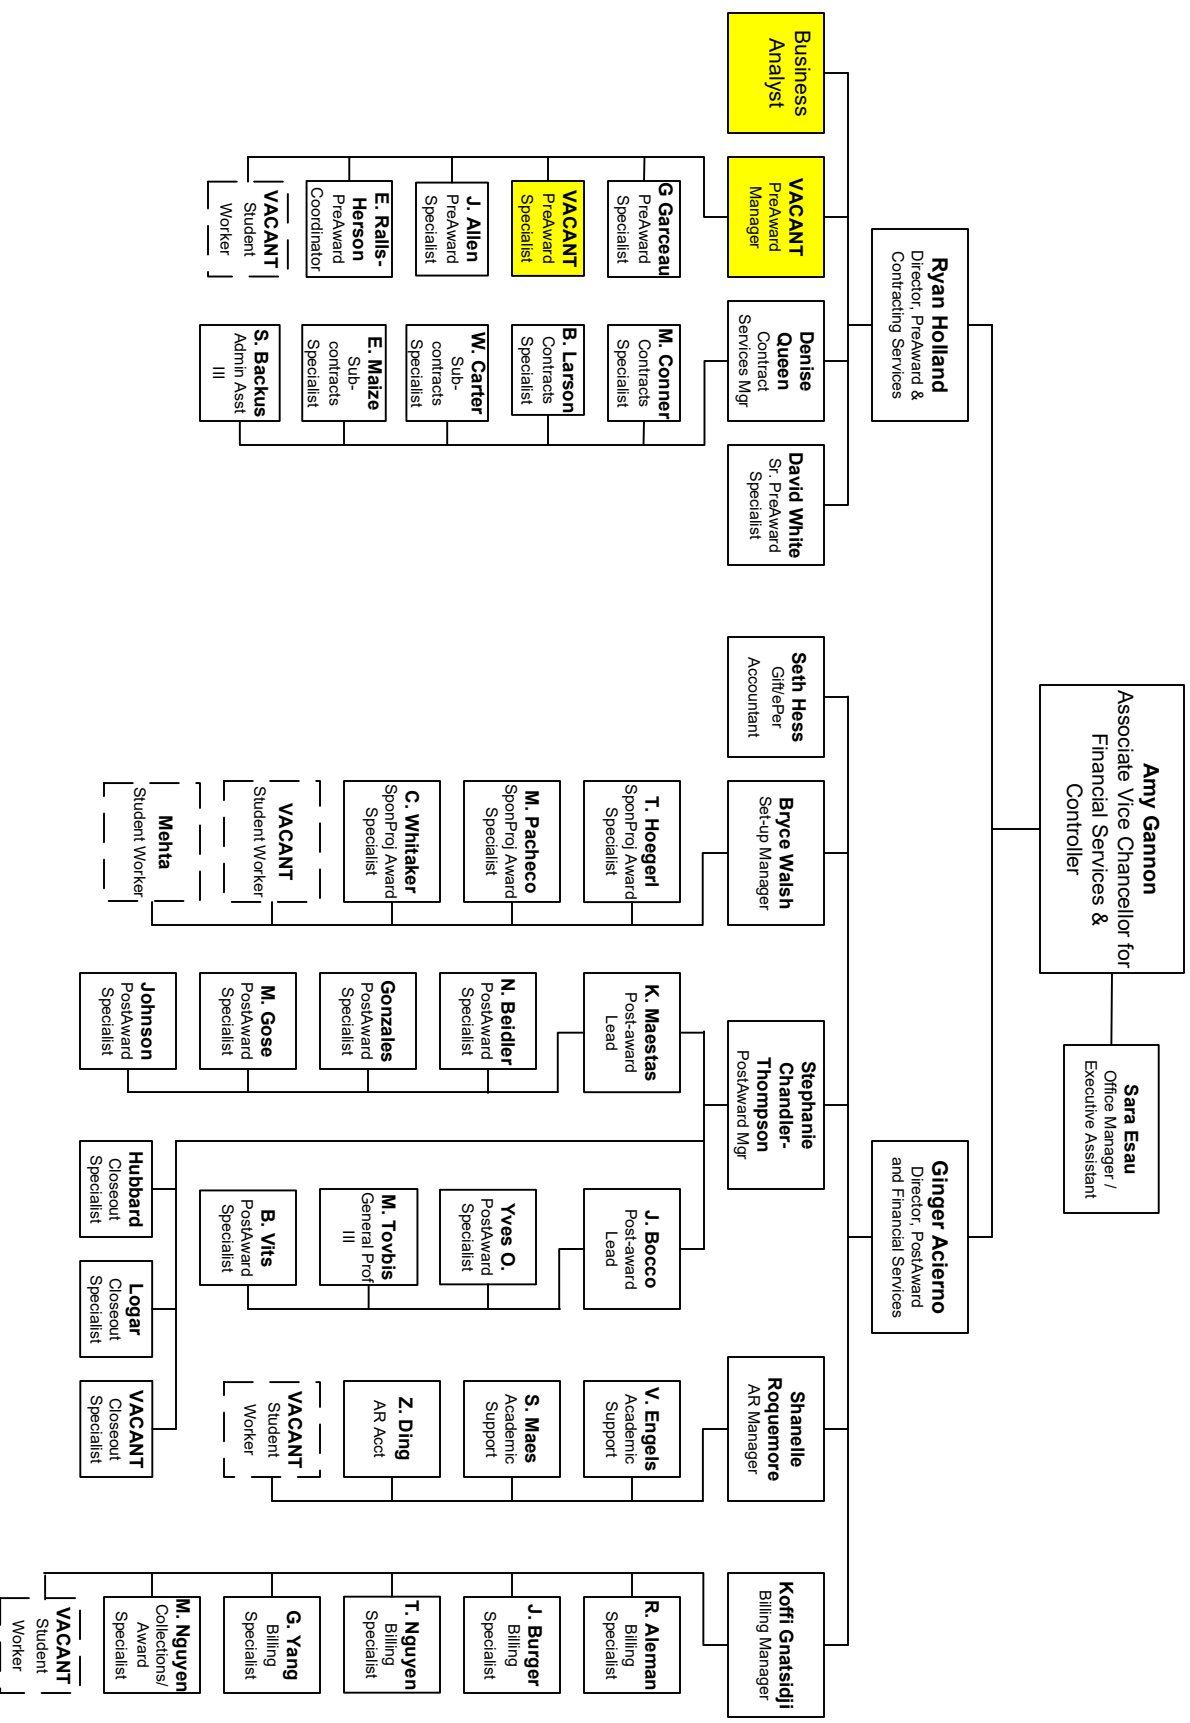 Amy Gannon
Associate Vice Chancellor for
Financial Services &
Controller
Sara Esau
Office Manager /
Executive Assistant
Ryan Holland
Director, PreAward &
Contracting Services
Ginger Acierno
Director, PostAward
and Financial Services
Business
Analyst
VACANT
PreAward
Manager
Denise
Queen
Contract
Services Mgr
David White
Sr. PreAward
Specialist
Seth Hess
Gift/ePer
Accountant
Bryce Walsh
Set-up Manager
Stephanie
Chandler-
Thompson
PostAward Mgr
Shanelle
Roquemore
AR Manager
Koffi Gnatsidji
Billing Manager
G Garceau
PreAward
Specialist
VACANT
PreAward
Specialist
J. Allen
PreAward
Specialist
E. Ralls-
Herson
PreAward
Coordinator
VACANT
Student
Worker
M. Conner
Contracts
Specialist
B. Larson
Contracts
Specialist
W. Carter
Sub-
contracts
Specialist
E. Maize
Sub-
contracts
Specialist
S. Backus
Admin Asst
III
T. Hoegerl
SponProj Award
Specialist
M. Pacheco
SponProj Award
Specialist
C. Whitaker
SponProj Award
Specialist
VACANT
Student Worker
Mehta
Student Worker
K. Maestas
Post-award
Lead
N. Beidler
PostAward
Specialist
Gonzales
PostAward
Specialist
M. Gose
PostAward
Specialist
Johnson
PostAward
Specialist
J. Bocco
Post-award
Lead
Yves O.
PostAward
Specialist
M. Tovbis
General Prof
III
B. Vits
PostAward
Specialist
Hubbard
Closeout
Specialist
Logar
Closeout
Specialist
VACANT
Closeout
Specialist
V. Engels
Academic
Support
S. Maes
Academic
Support
Z. Ding
AR Acct
VACANT
Student
Worker
R. Aleman
Billing
Specialist
J. Burger
Billing
Specialist
T. Nguyen
Billing
Specialist
G. Yang
Billing
Specialist
M. Nguyen
Collections/
Award
Specialist
VACANT
Student
Worker